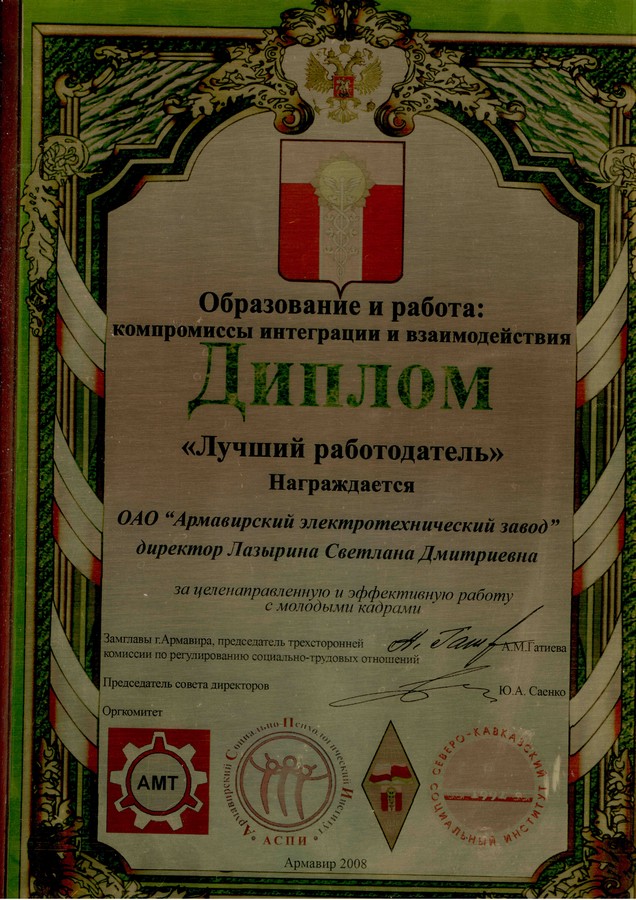 Образование и работа:
компромиссы интеграции и взаимодействия
Диплом
«Лучший работодатель»
Награждается
ОАО “Армавирский электротехнический завод”
директор Лазырина Светлана Дмитриевна
за целенаправленную и эффективную работу
с молодыми кадрами
Замглавы г.Армавира, председатель трехсторонней
комиссии по регулированию социально-трудовых отношений
А.М.Гатиева
Председатель совета директоров
Ю.А. Саенко
Оргкомитет
АМТ
Армавирский Социально-Психологический Институт
АСПИ
СЕВЕРО-КАВКАЗСКИЙ
СОЦИАЛЬНЫЙ ИНСТИТУТ
Армавир 2008